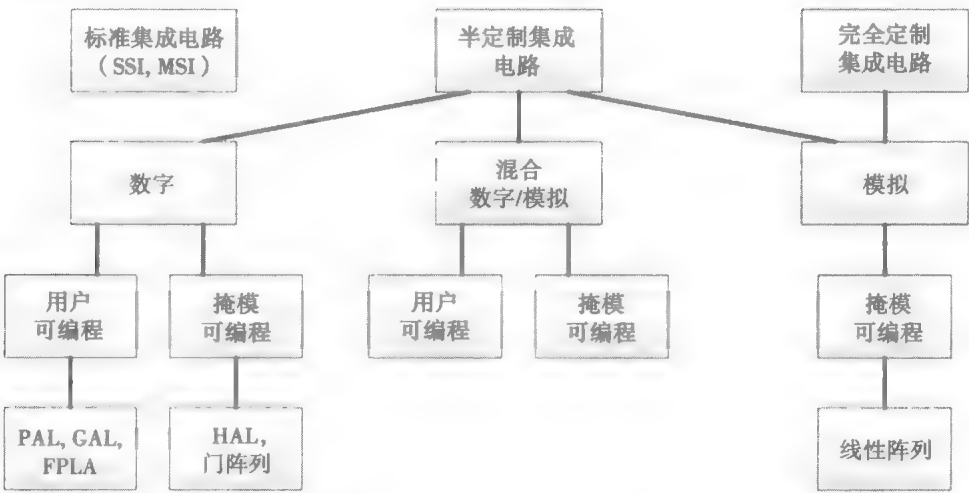 标准集成电路
（SSI, MSI）
半定制集成
电路
完全定制
集成电路
数字
混合
数字/模拟
模拟
用户
可编程
掩模
可编程
用户
可编程
掩模
可编程
掩模
可编程
PAL, GAL,
FPLA
HAL,
门阵列
线性阵列